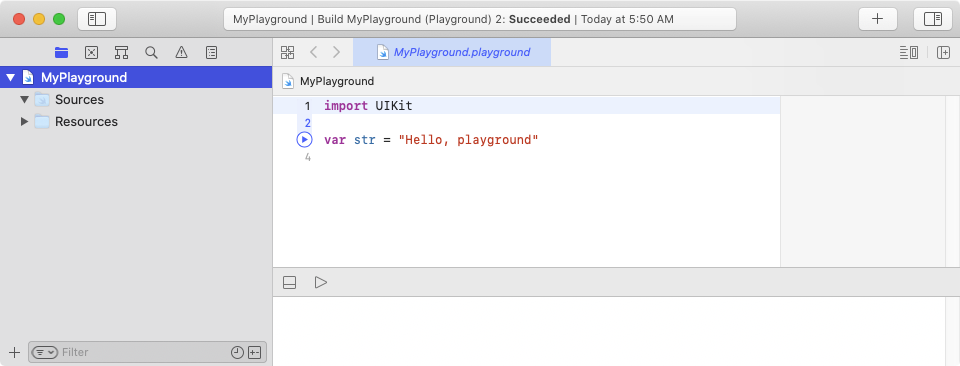 MyPlayground | Build MyPlayground (Playground) 2: Succeeded | Today at 5:50 AM
MyPlayground.playground
MyPlayground
Sources
Resources
MyPlayground
1 import UIKit
2
var str = "Hello, playground"
4
Filter